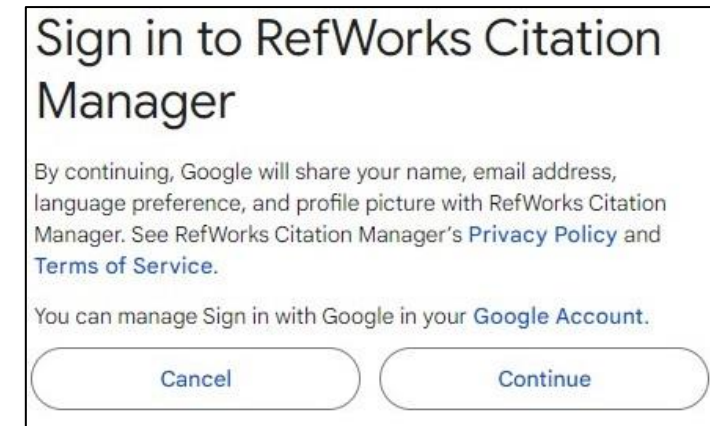 Sign in to RefWorks Citation
Manager
By continuing, Google will share your name, email address,
language preference, and profile picture with RefWorks Citation
Manager. See RefWorks Citation Manager’s Privacy Policy and
Terms of Service.
You can manage Sign in with Google in your Google Account.
Cancel
Continue